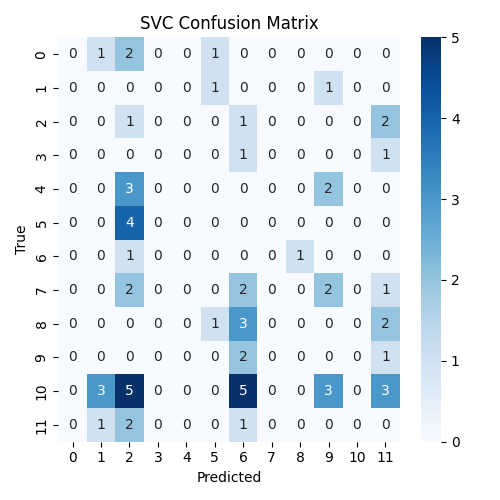 SVC Confusion Matrix
0 0 1 2 0 0 1 0 0 0 0 0 0
1 0 0 0 0 0 1 0 0 0 1 0 0
2 0 0 1 0 0 0 1 0 0 0 0 2
3 0 0 0 0 0 0 1 0 0 0 0 1
4 0 0 3 0 0 0 0 0 0 2 0 0
5 0 0 4 0 0 0 0 0 0 0 0 0
6 0 0 1 0 0 0 0 0 1 0 0 0
7 0 0 2 0 0 0 2 0 0 2 0 1
8 0 0 0 0 0 1 3 0 0 0 0 2
9 0 0 0 0 0 0 2 0 0 0 0 1
10 0 3 5 0 0 0 5 0 0 3 0 3
11 0 1 2 0 0 0 1 0 0 0 0 0
0 1 2 3 4 5 6 7 8 9 10 11
Predicted
True
5
4
3
2
1
0